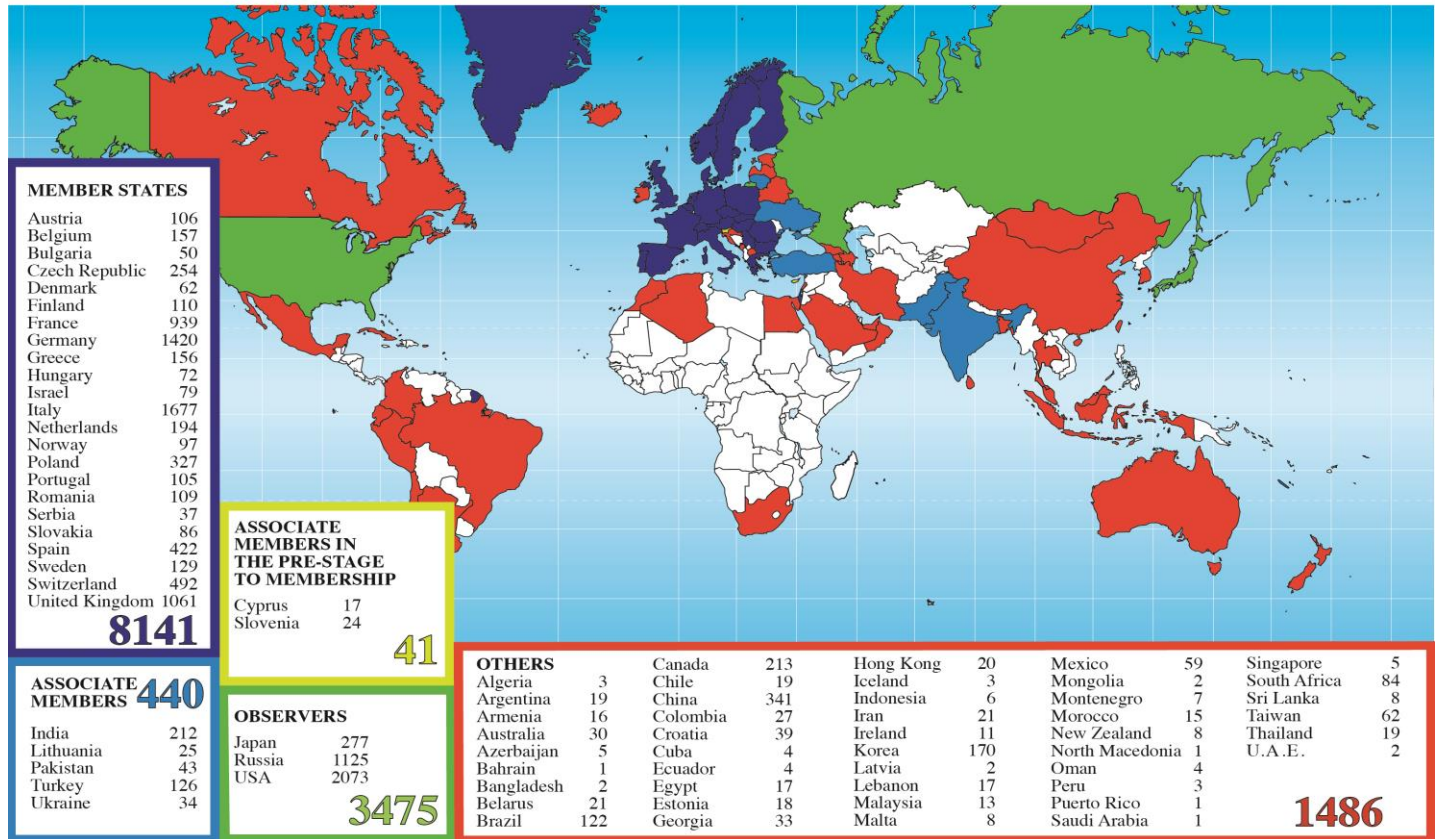 MEMBER STATES
Austria 106
Belgium 157
Bulgaria 50
Czech Republic 254
Denmark 62
Finland 110
France 939
Germany 1420
Greece 156
Hungary 72
Israel 79
Italy 1677
Netherlands 194
Norway 97
Poland 327
Portugal 105
Romania 109
Serbia 37
Slovakia 86
Spain 422
Sweden 129
Switzerland 492
United Kingdom 1061
8141
ASSOCIATE
MEMBERS 440
India 212
Lithuania 25
Pakistan 43
Turkey 126
Ukraine 34
ASSOCIATE
MEMBERS IN
THE PRE-STAGE
TO MEMBERSHIP
Cyprus 17
Slovenia 24
41
OBSERVERS
Japan 277
Russia 1125
USA 2073
3475
OTHERS
Algeria 3
Argentina 19
Armenia 16
Australia 30
Azerbaijan 5
Bahrain 1
Bangladesh 2
Belarus 21
Brazil 122
Canada 213
Chile 19
China 341
Colombia 27
Croatia 39
Cuba 4
Ecuador 4
Egypt 17
Estonia 18
Georgia 33
Hong Kong 20
Iceland 3
Indonesia 6
Iran 21
Ireland 11
Korea 170
Latvia 2
Lebanon 17
Malaysia 13
Malta 8
Mexico 59
Mongolia 2
Montenegro 7
Morocco 15
New Zealand 8
North Macedonia 1
Oman 4
Peru 3
Puerto Rico 1
Saudi Arabia 1
Singapore 5
South Africa 84
Sri Lanka 8
Taiwan 62
Thailand 19
U.A.E. 2
1486